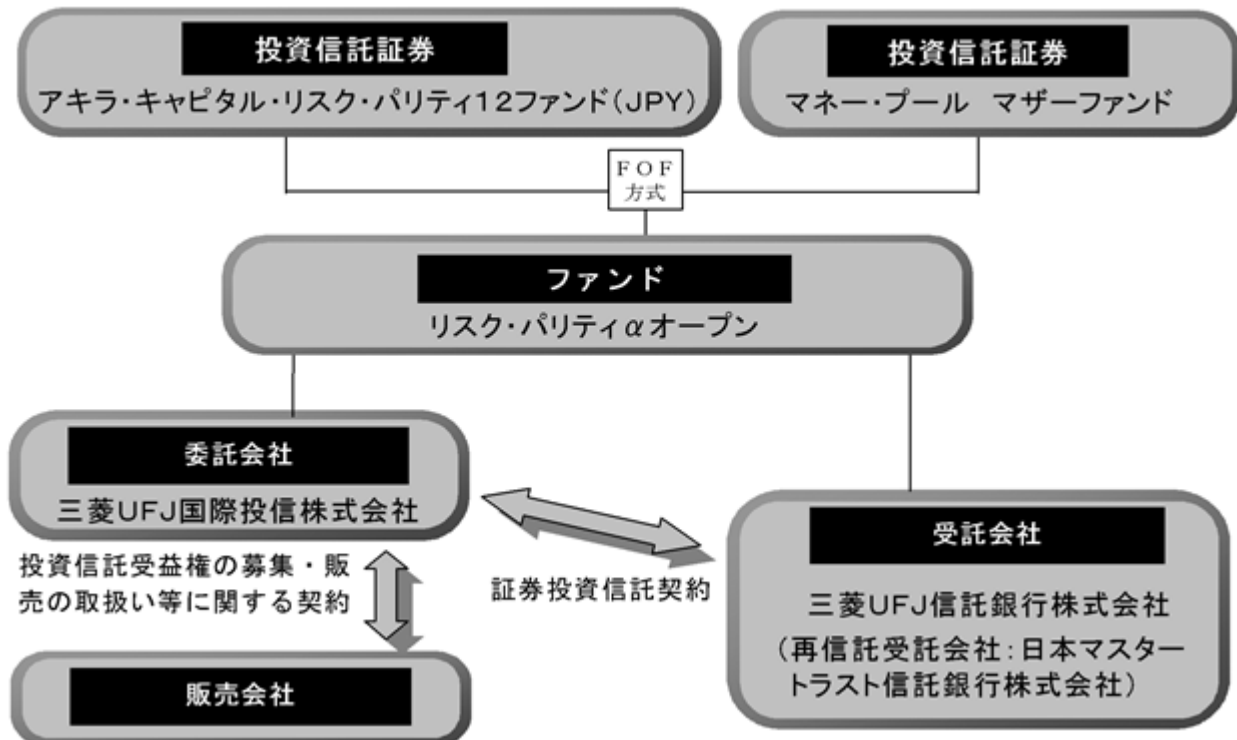 投資信託証券
アキラ・キャピタル・リスク・パリティ12ファンド(JPY)
投資信託証券
マネー・プール　マザーファンド
FOF
方式
ファンド
リスク・パリティαオープン
委託会社
三菱UFJ国際投信株式会社
投資信託受益権の募集・販
売の取扱い等に関する契約
証券投資信託契約
受託会社
三菱UFJ信託銀行株式会社
(再信託受託会社:日本マスター
トラスト信託銀行株式会社)
販売会社